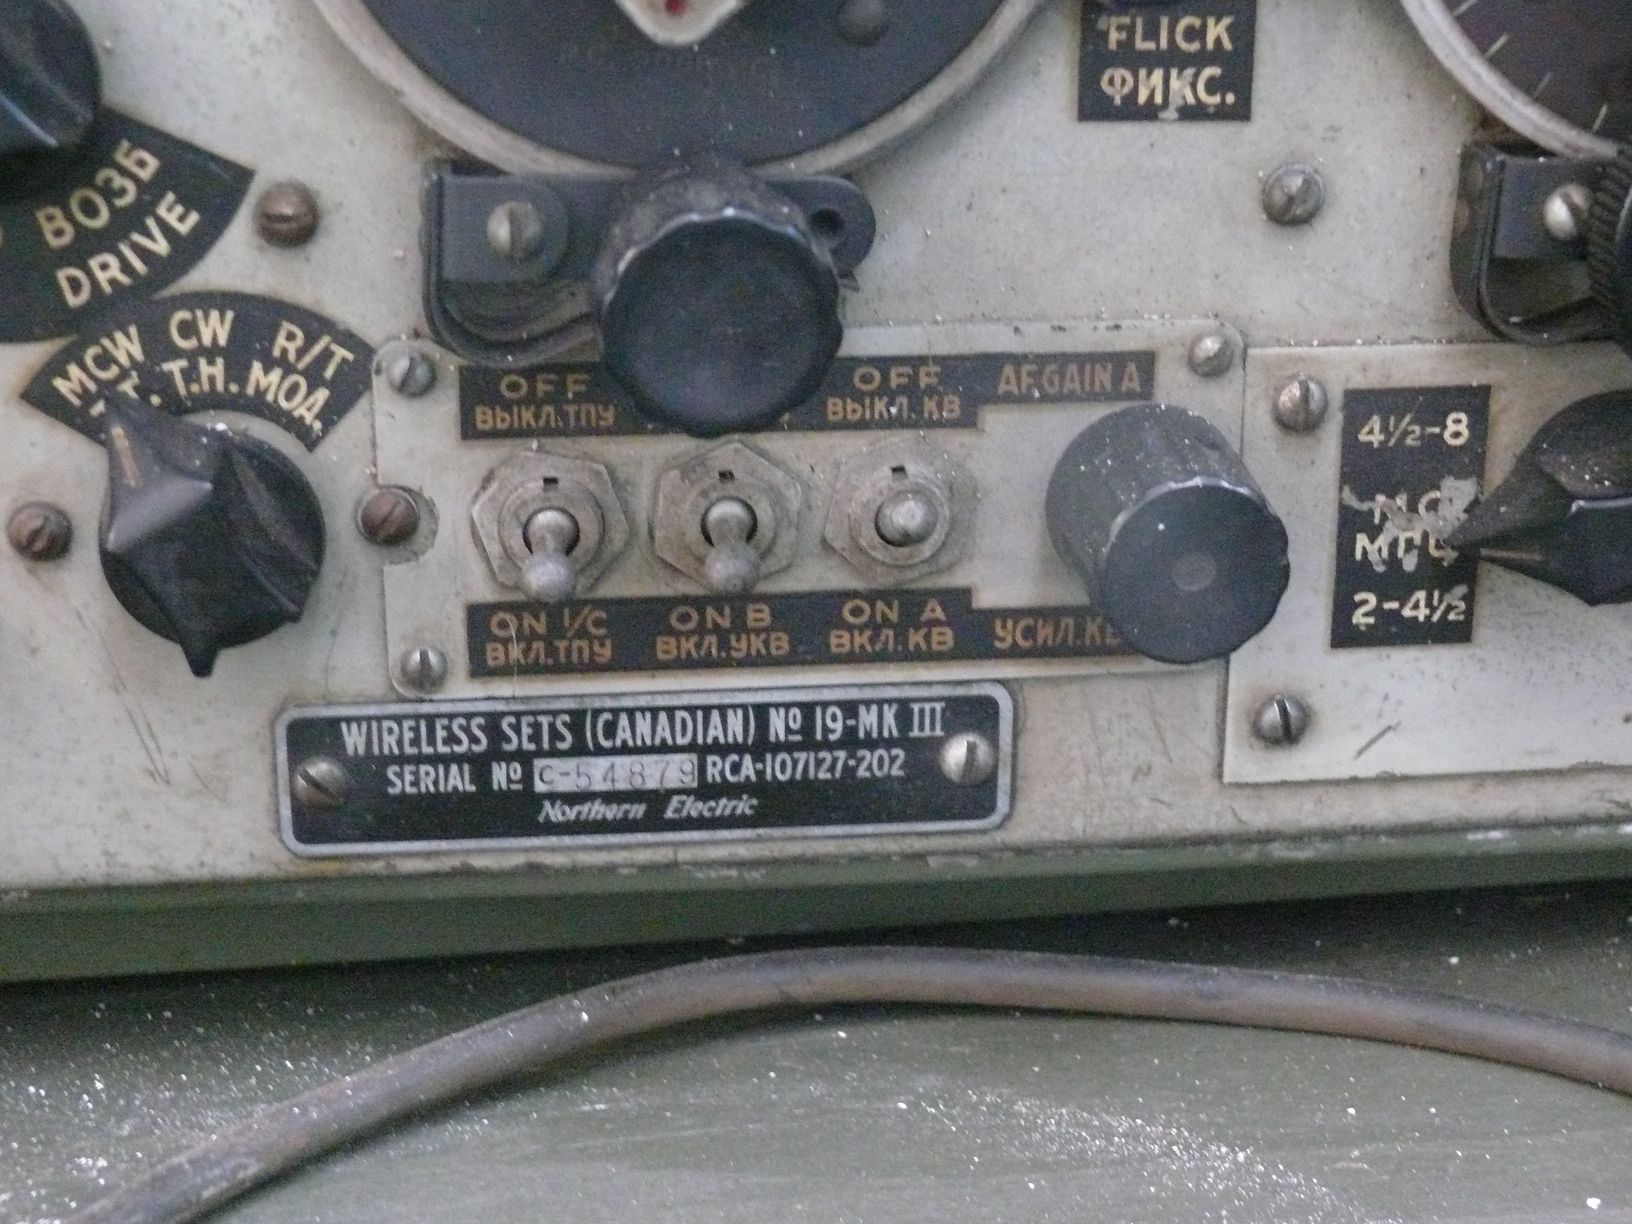 FLICK
ФИКС.
ВОЗБ
DRIVE
MCW CW R/T
Т.Н. МОД.
OFF
ВЫКЛ.ТПУ
OFF
ВЫКЛ. КВ
AF.GAIN A
4½-8
МГЦ
2-4½
ON I/C
ВКЛ.ТПУ
ON B
ВКЛ.УКВ
ON A
ВКЛ.КВ
УСИЛ.КВ
WIRELESS SETS (CANADIAN) № 19-MK III
SERIAL № C-54879 RCA-107127-202
Northern Electric